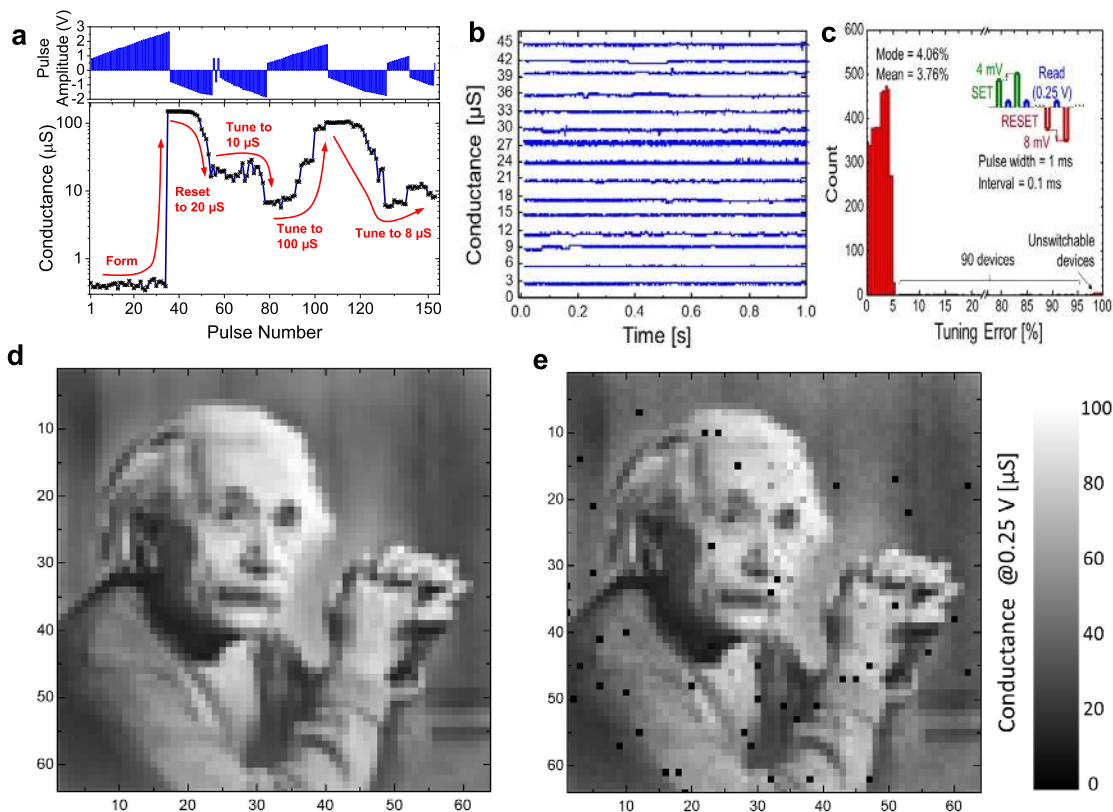 a
Pulse
Amplitude (V)
3
2
1
0
-1
-2
Conductance (µS)
100
10
1
Form
Reset
to 20 µS
Tune to
10 µS
Tune to
100 µS
Tune to 8 µS
1 30 60 90 120 150
Pulse Number
b
Conductance [µS]
45
42
39
36
33
30
27
24
21
18
15
12
9
6
3
0
0.0 0.2 0.4 0.6 0.8 1.0
Time [s]
c
Count
600
500
400
300
200
100
0
Mode = 4.06%
Mean = 3.76%
4 mV
SET
Read
(0.25 V)
RESET
8 mV
Pulse width = 1 ms
Interval = 0.1 ms
Unswitchable
devices
90 devices
0 5 10 15 20 80 85 90 95 100
Tuning Error [%]
d
10
20
30
40
50
60
10 20 30 40 50 60
e
10
20
30
40
50
60
10 20 30 40 50 60
Conductance @0.25 V [µS]
100
80
60
40
20
0